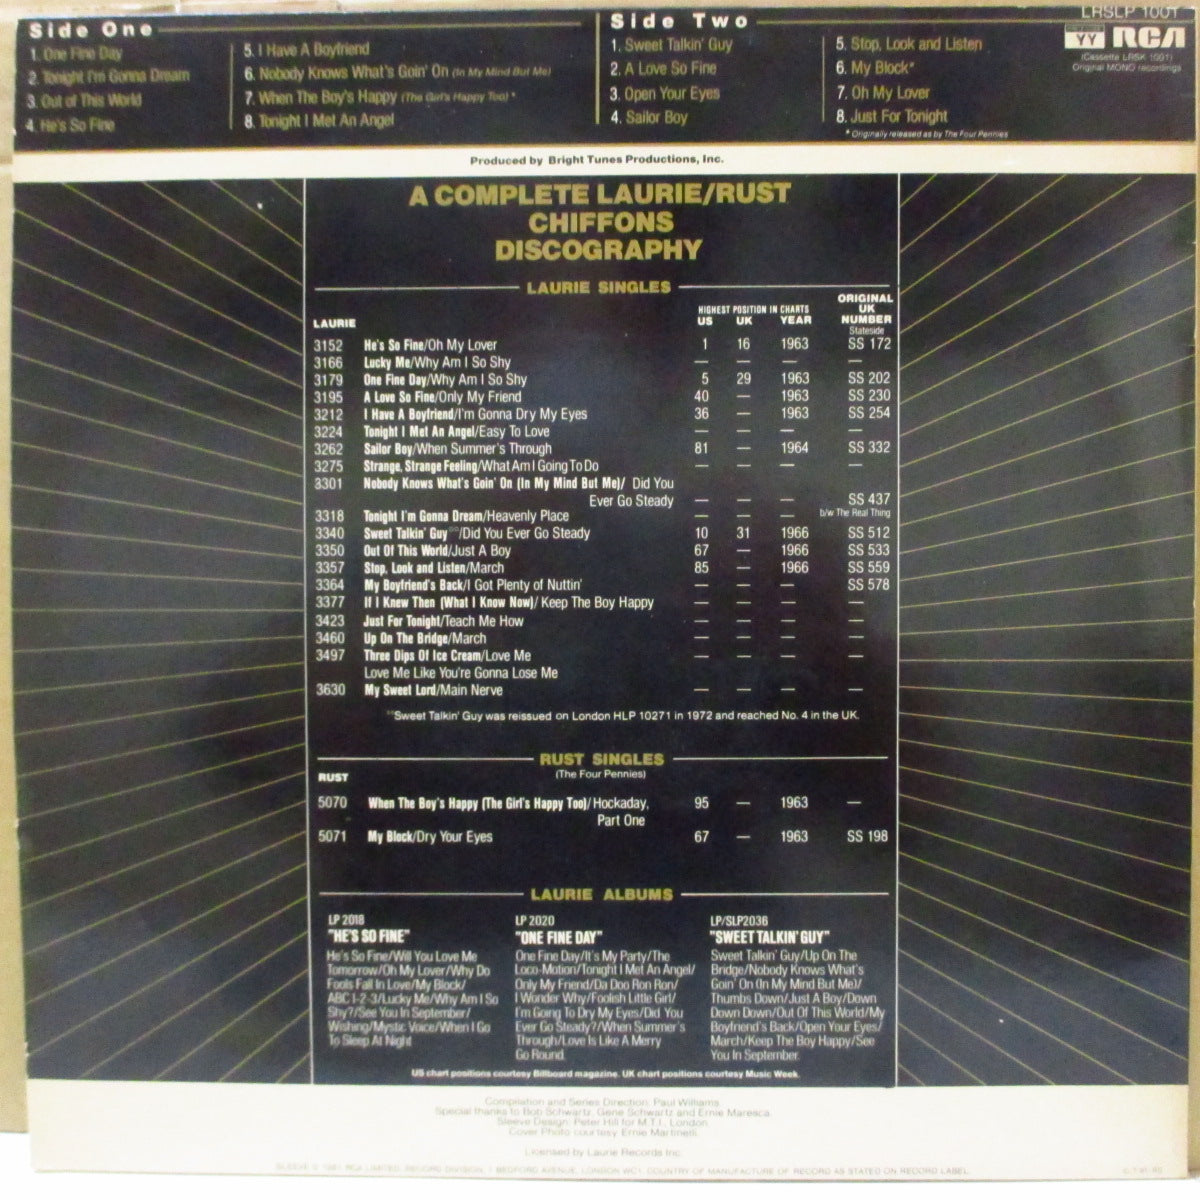 Side One
1. One Fine Day
2. Tonight I'm Gonna Dream
3. Out of This World
4. He's So Fine
5. I Have A Boyfriend
6. Nobody Knows What's Goin' On (In My Mind But Me)
7. When The Boy's Happy (The Girl's Happy Too) *
8. Tonight I Met An Angel
Side Two
1. Sweet Talkin' Guy
2. A Love So Fine
3. Open Your Eyes
4. Sailor Boy
5. Stop, Look and Listen
6. My Block*
7. Oh My Lover
8. Just For Tonight
* Originally released as by The Four Pennies
LRSLP 1001
YY RCA
(Cassette LRSK 1001)
Original MONO recordings
Produced by Bright Tunes Productions, Inc.
A COMPLETE LAURIE/RUST
CHIFFONS
DISCOGRAPHY
LAURIE SINGLES
HIGHEST POSITION IN CHARTS ORIGINAL
LAURIE US UK YEAR UK NUMBER
Stateside
3152 He's So Fine/Oh My Lover 1 16 1963 SS 172
3166 Lucky Me/Why Am I So Shy — — — —
3179 One Fine Day/Why Am I So Shy 5 29 1963 SS 202
3195 A Love So Fine/Only My Friend 40 — 1963 SS 230
3212 I Have A Boyfriend/I'm Gonna Dry My Eyes 36 — 1963 SS 254
3224 Tonight I Met An Angel/Easy To Love — — — —
3262 Sailor Boy/When Summer's Through 81 — 1964 SS 332
3275 Strange, Strange Feeling/What Am I Going To Do — — — —
3301 Nobody Knows What's Goin' On (In My Mind But Me)/ Did You
Ever Go Steady — — — SS 437
3318 Tonight I'm Gonna Dream/Heavenly Place — — — b/w The Real Thing
3340 Sweet Talkin' Guy**/Did You Ever Go Steady 10 31 1966 SS 512
3350 Out Of This World/Just A Boy 67 — 1966 SS 533
3357 Stop, Look and Listen/March 85 — 1966 SS 559
3364 My Boyfriend's Back/I Got Plenty of Nuttin' — — — SS 578
3377 If I Knew Then (What I Know Now)/ Keep The Boy Happy — — — —
3423 Just For Tonight/Teach Me How — — — —
3460 Up On The Bridge/March — — — —
3497 Three Dips Of Ice Cream/Love Me — — — —
Love Me Like You're Gonna Lose Me
3630 My Sweet Lord/Main Nerve — — — —
**Sweet Talkin' Guy was reissued on London HLP 10271 in 1972 and reached No. 4 in the UK.
RUST SINGLES
(The Four Pennies)
RUST
5070 When The Boy's Happy (The Girl's Happy Too)/ Hockaday, 95 — 1963 —
Part One
5071 My Block/Dry Your Eyes 67 — 1963 SS 198
LAURIE ALBUMS
LP 2018
"HE'S SO FINE"
He's So Fine/Will You Love Me
Tomorrow/Oh My Lover/Why Do
Fools Fall In Love/My Block/
ABC 1-2-3/Lucky Me/Why Am I So
Shy?/See You In September/
Wishing/Mystic Voice/When I Go
To Sleep At Night
LP 2020
"ONE FINE DAY"
One Fine Day/It's My Party/The
Loco-Motion/Tonight I Met An Angel/
Only My Friend/Da Doo Ron Ron/
I Wonder Why/Foolish Little Girl/
I'm Going To Dry My Eyes/Did You
Ever Go Steady?/When Summer's
Through/Love Is Like A Merry
Go Round.
LP/SLP2036
"SWEET TALKIN' GUY"
Sweet Talkin' Guy/Up On The
Bridge/Nobody Knows What's
Goin' On (In My Mind But Me)/
Thumbs Down/Just A Boy/Down
Down Down/Out Of This World/My
Boyfriend's Back/Open Your Eyes/
March/Keep The Boy Happy/See
You In September.
US chart positions courtesy Billboard magazine. UK chart positions courtesy Music Week.
Compilation and Series Direction: Paul Williams.
Special thanks to Bob Schwartz, Gene Schwartz and Ernie Maresca.
Sleeve Design: Peter Hill for M.T.I. London.
Cover Photo courtesy Ernie Martinelli.
Licensed by Laurie Records Inc.
SLEEVE © 1981 RCA LIMITED, RECORD DIVISION, 1 BEDFORD AVENUE, LONDON WC1. COUNTRY OF MANUFACTURE OF RECORD AS STATED ON RECORD LABEL.